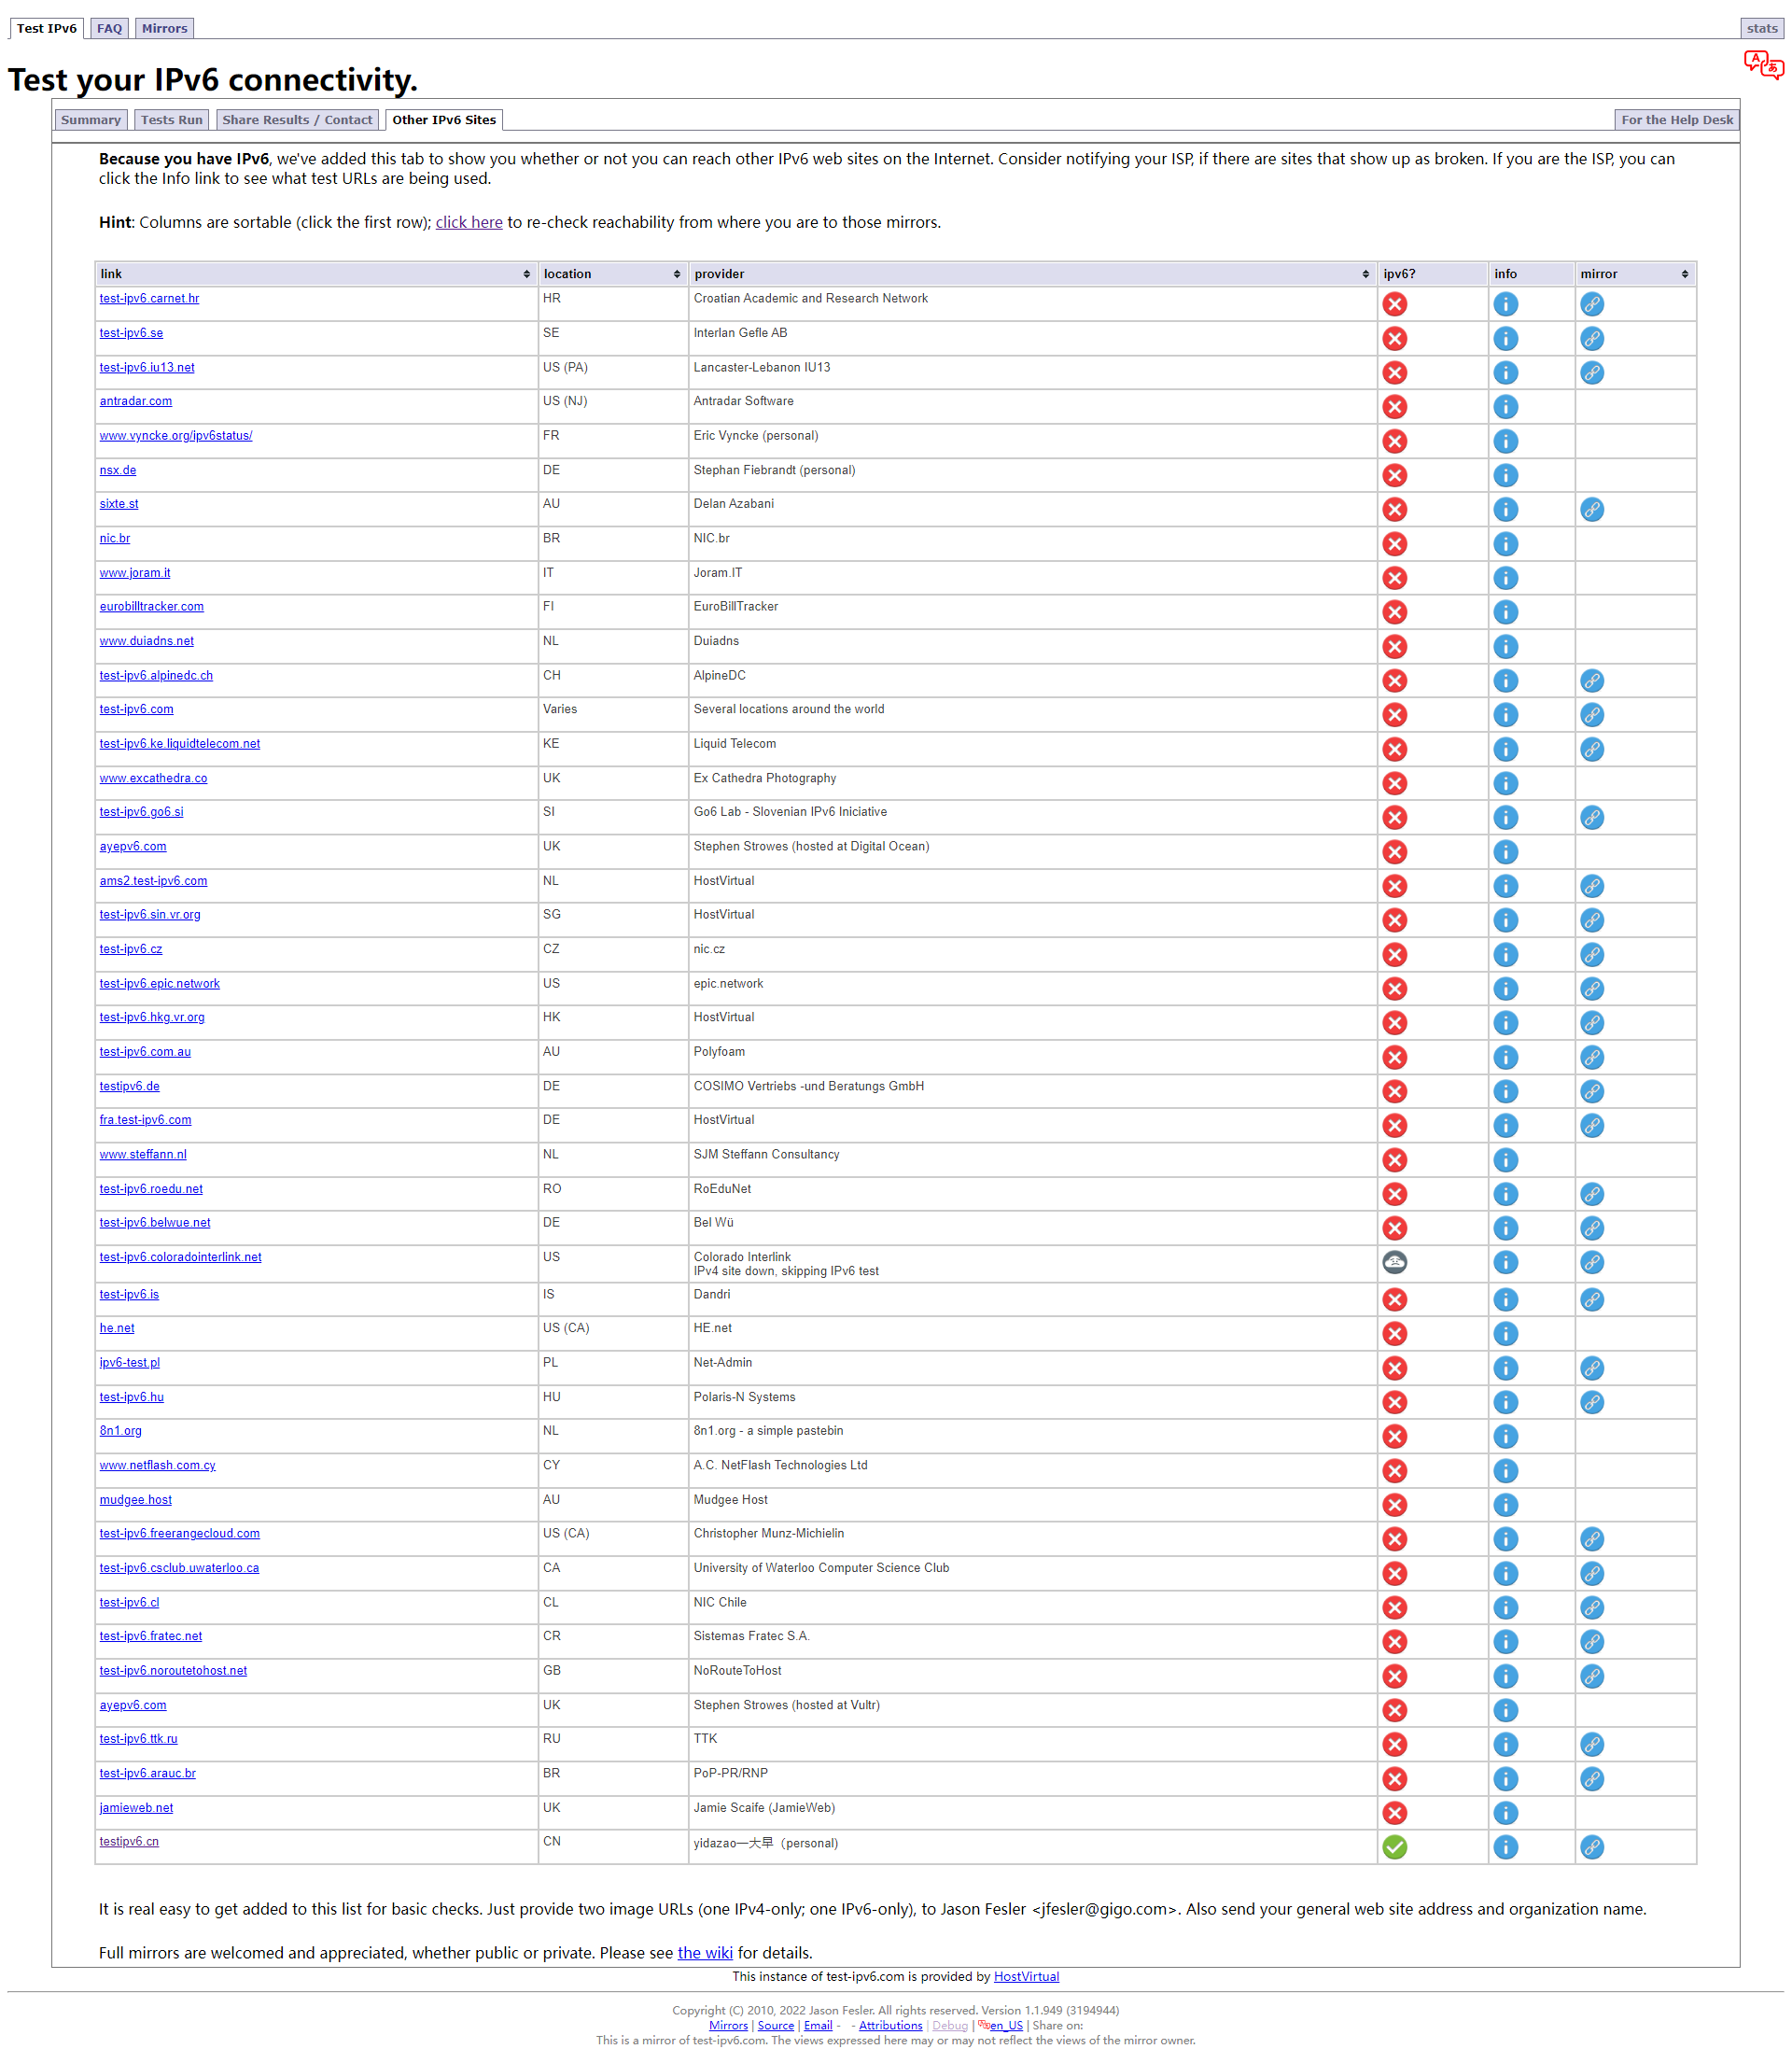 Test IPv6 FAQ Mirrors stats
Test your IPv6 connectivity.
Summary Tests Run Share Results / Contact Other IPv6 Sites For the Help Desk
Because you have IPv6, we've added this tab to show you whether or not you can reach other IPv6 web sites on the Internet. Consider notifying your ISP, if there are sites that show up as broken. If you are the ISP, you can
click the Info link to see what test URLs are being used.
Hint: Columns are sortable (click the first row); click here to re-check reachability from where you are to those mirrors.
link location provider ipv6? info mirror
test-ipv6.carnet.hr HR Croatian Academic and Research Network
test-ipv6.se SE Interlan Gefle AB
test-ipv6.iu13.net US (PA) Lancaster-Lebanon IU13
antradar.com US (NJ) Antradar Software
www.vyncke.org/ipv6status/ FR Eric Vyncke (personal)
nsx.de DE Stephan Fiebrandt (personal)
sixte.st AU Delan Azabani
nic.br BR NIC.br
www.joram.it IT Joram.IT
eurobilltracker.com FI EuroBillTracker
www.duiadns.net NL Duiadns
test-ipv6.alpinedc.ch CH AlpineDC
test-ipv6.com Varies Several locations around the world
test-ipv6.ke.liquidtelecom.net KE Liquid Telecom
www.excathedra.co UK Ex Cathedra Photography
test-ipv6.go6.si SI Go6 Lab - Slovenian IPv6 Iniciative
ayepv6.com UK Stephen Strowes (hosted at Digital Ocean)
ams2.test-ipv6.com NL HostVirtual
test-ipv6.sin.vr.org SG HostVirtual
test-ipv6.cz CZ nic.cz
test-ipv6.epic.network US epic.network
test-ipv6.hkg.vr.org HK HostVirtual
test-ipv6.com.au AU Polyfoam
testipv6.de DE COSIMO Vertriebs -und Beratungs GmbH
fra.test-ipv6.com DE HostVirtual
www.steffann.nl NL SJM Steffann Consultancy
test-ipv6.roedu.net RO RoEduNet
test-ipv6.belwue.net DE Bel Wü
test-ipv6.coloradointerlink.net US Colorado Interlink
IPv4 site down, skipping IPv6 test
test-ipv6.is IS Dandri
he.net US (CA) HE.net
ipv6-test.pl PL Net-Admin
test-ipv6.hu HU Polaris-N Systems
8n1.org NL 8n1.org - a simple pastebin
www.netflash.com.cy CY A.C. NetFlash Technologies Ltd
mudgee.host AU Mudgee Host
test-ipv6.freerangecloud.com US (CA) Christopher Munz-Michielin
test-ipv6.csclub.uwaterloo.ca CA University of Waterloo Computer Science Club
test-ipv6.cl CL NIC Chile
test-ipv6.fratec.net CR Sistemas Fratec S.A.
test-ipv6.noroutetohost.net GB NoRouteToHost
ayepv6.com UK Stephen Strowes (hosted at Vultr)
test-ipv6.ttk.ru RU TTK
test-ipv6.arauc.br BR PoP-PR/RNP
jamieweb.net UK Jamie Scaife (JamieWeb)
testipv6.cn CN yidazao一大早（personal)
It is real easy to get added to this list for basic checks. Just provide two image URLs (one IPv4-only; one IPv6-only), to Jason Fesler <jfesler@gigo.com>. Also send your general web site address and organization name.
Full mirrors are welcomed and appreciated, whether public or private. Please see the wiki for details.
This instance of test-ipv6.com is provided by HostVirtual
Copyright (C) 2010, 2022 Jason Fesler. All rights reserved. Version 1.1.949 (3194944)
Mirrors | Source | Email - - Attributions | Debug | en_US | Share on:
This is a mirror of test-ipv6.com. The views expressed here may or may not reflect the views of the mirror owner.